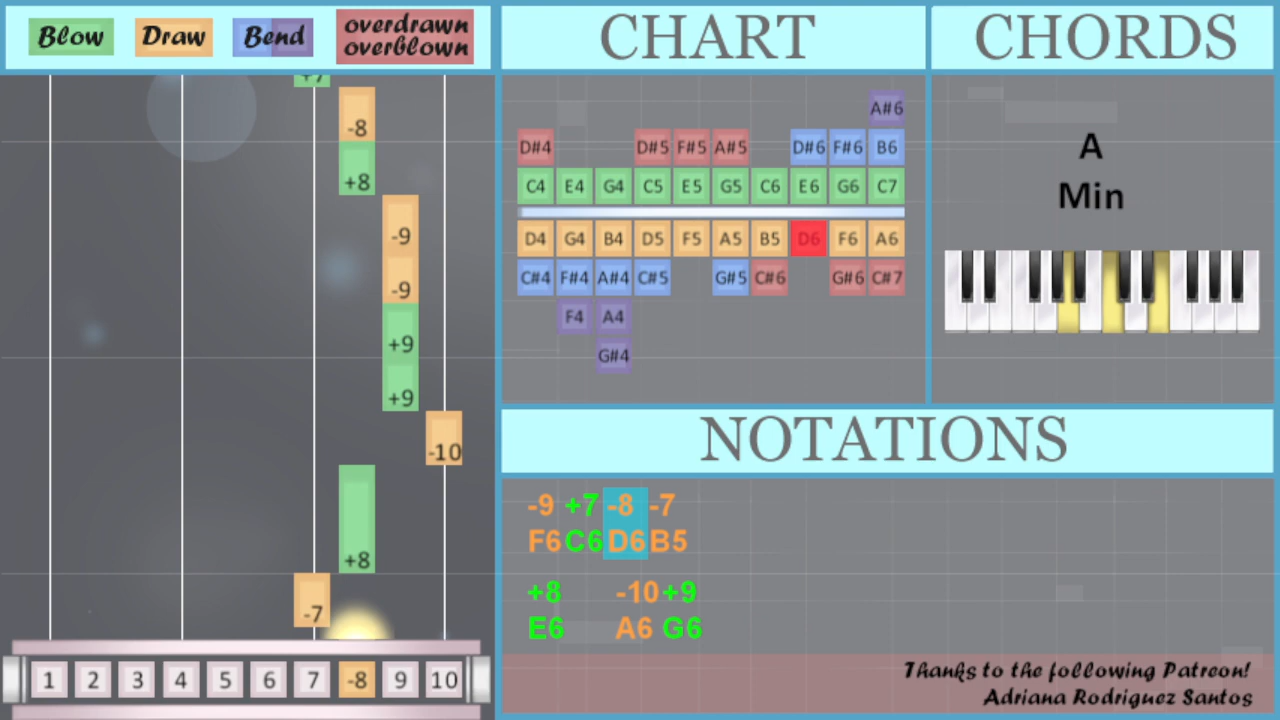 Blow Draw Bend overdrawn
overblown
CHART
CHORDS
+7
-8
+8
-9
-9
+9
+9
-10
+8
-7
1 2 3 4 5 6 7 -8 9 10
A#6
D#4 D#5 F#5 A#5 D#6 F#6 B6
C4 E4 G4 C5 E5 G5 C6 E6 G6 C7
D4 G4 B4 D5 F5 A5 B5 D6 F6 A6
C#4 F#4 A#4 C#5 G#5 C#6 G#6 C#7
F4 A4
G#4
A
Min
NOTATIONS
-9 +7 -8 -7
F6 C6 D6 B5
+8 -10 +9
E6 A6 G6
Thanks to the following Patreon!
Adriana Rodriguez Santos